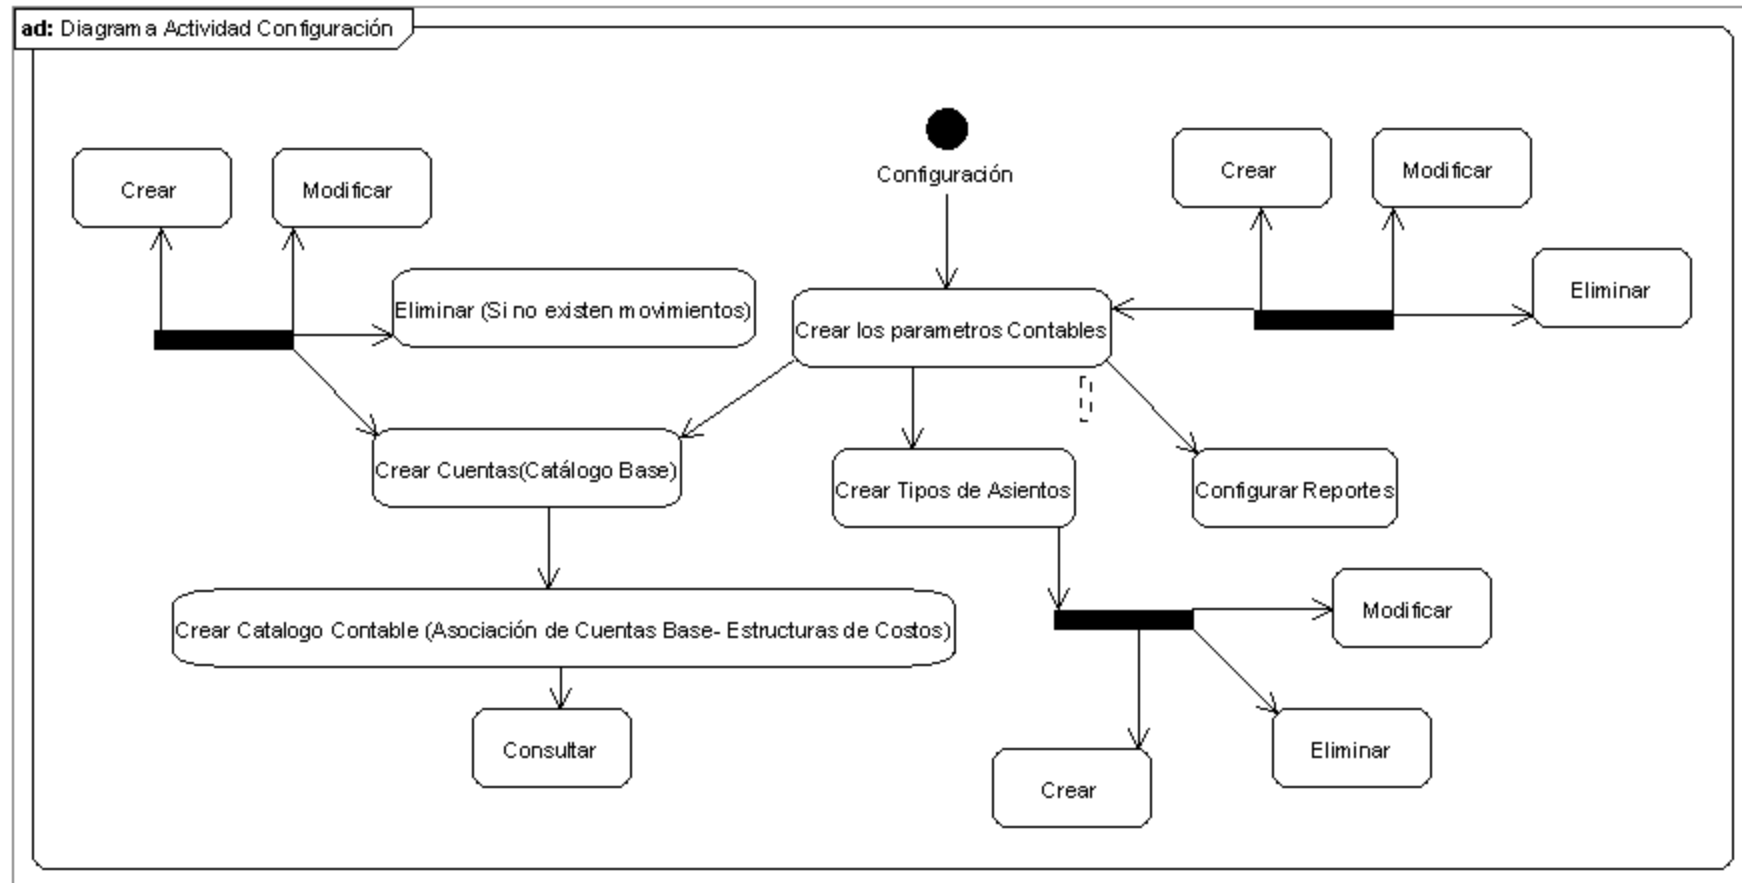 ad: Diagrama Actividad Configuración
Configuración
Crear
Modificar
Crear
Modificar
Eliminar (Si no existen movimientos)
Crear los parametros Contables
Eliminar
Crear Cuentas(Catálogo Base)
Crear Tipos de Asientos
Configurar Reportes
Crear Catalogo Contable (Asociación de Cuentas Base- Estructuras de Costos)
Modificar
Consultar
Crear
Eliminar